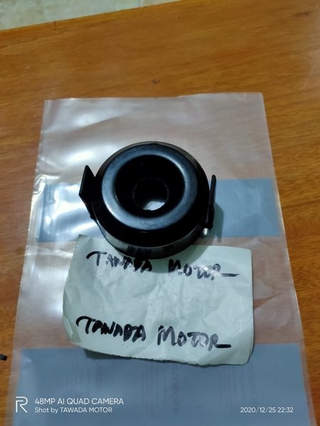 TAWADA MOTOR
TAWADA MOTOR
R
48MP AI QUAD CAMERA
Shot by TAWADA MOTOR
2020/12/25 22:32